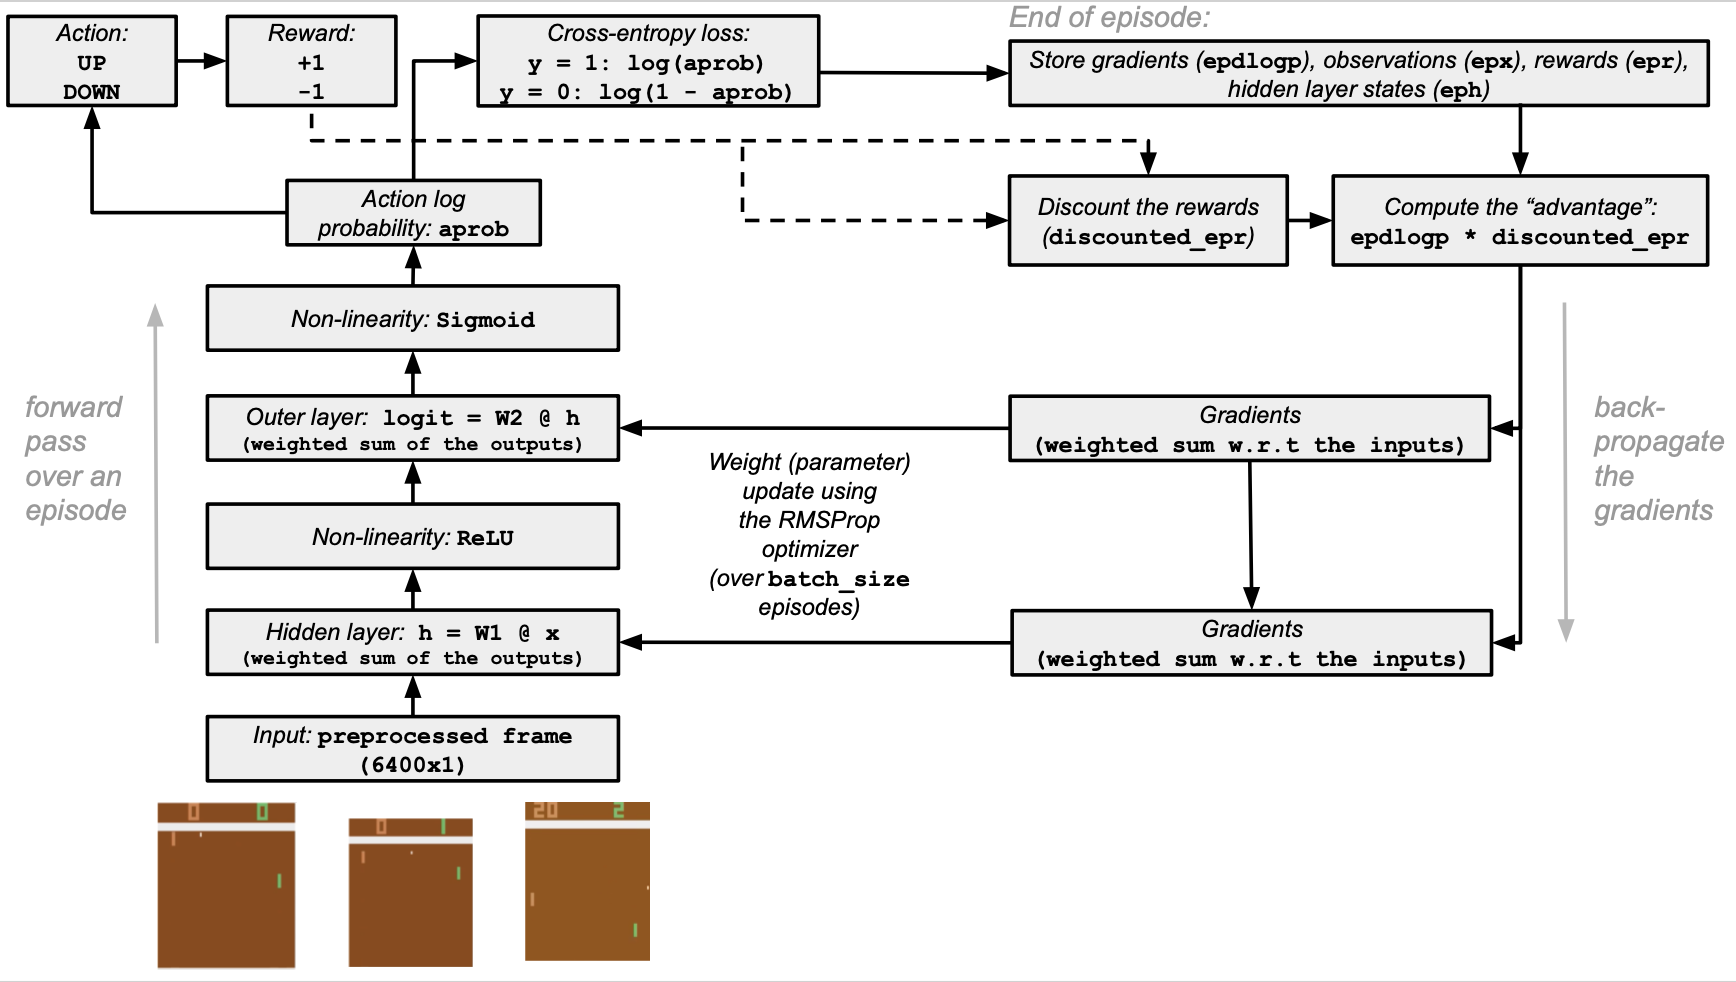 End of episode:
Action:
UP
DOWN
Reward:
+1
-1
Cross-entropy loss:
y = 1: log(aprob)
y = 0: log(1 - aprob)
Store gradients (epdlogp), observations (epx), rewards (epr),
hidden layer states (eph)
Action log
probability: aprob
Discount the rewards
(discounted_epr)
Compute the “advantage”:
epdlogp * discounted_epr
Non-linearity: Sigmoid
forward
pass
over an
episode
Outer layer: logit = W2 @ h
(weighted sum of the outputs)
Gradients
(weighted sum w.r.t the inputs)
back-
propagate
the
gradients
Weight (parameter)
update using
the RMSProp
optimizer
(over batch_size
episodes)
Non-linearity: ReLU
Hidden layer: h = W1 @ x
(weighted sum of the outputs)
Gradients
(weighted sum w.r.t the inputs)
Input: preprocessed frame
(6400x1)
0 0
0 1
20 2